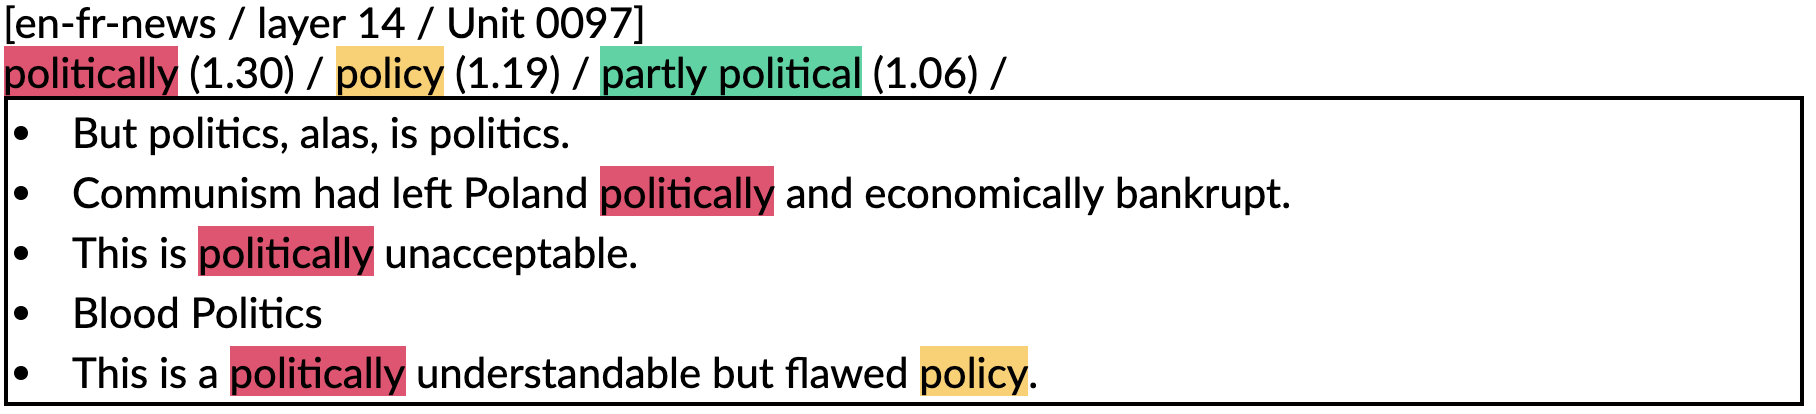 [en-fr-news / layer 14 / Unit 0097]
politically (1.30) / policy (1.19) / partly political (1.06) /
• But politics, alas, is politics.
• Communism had left Poland politically and economically bankrupt.
• This is politically unacceptable.
• Blood Politics
• This is a politically understandable but flawed policy.